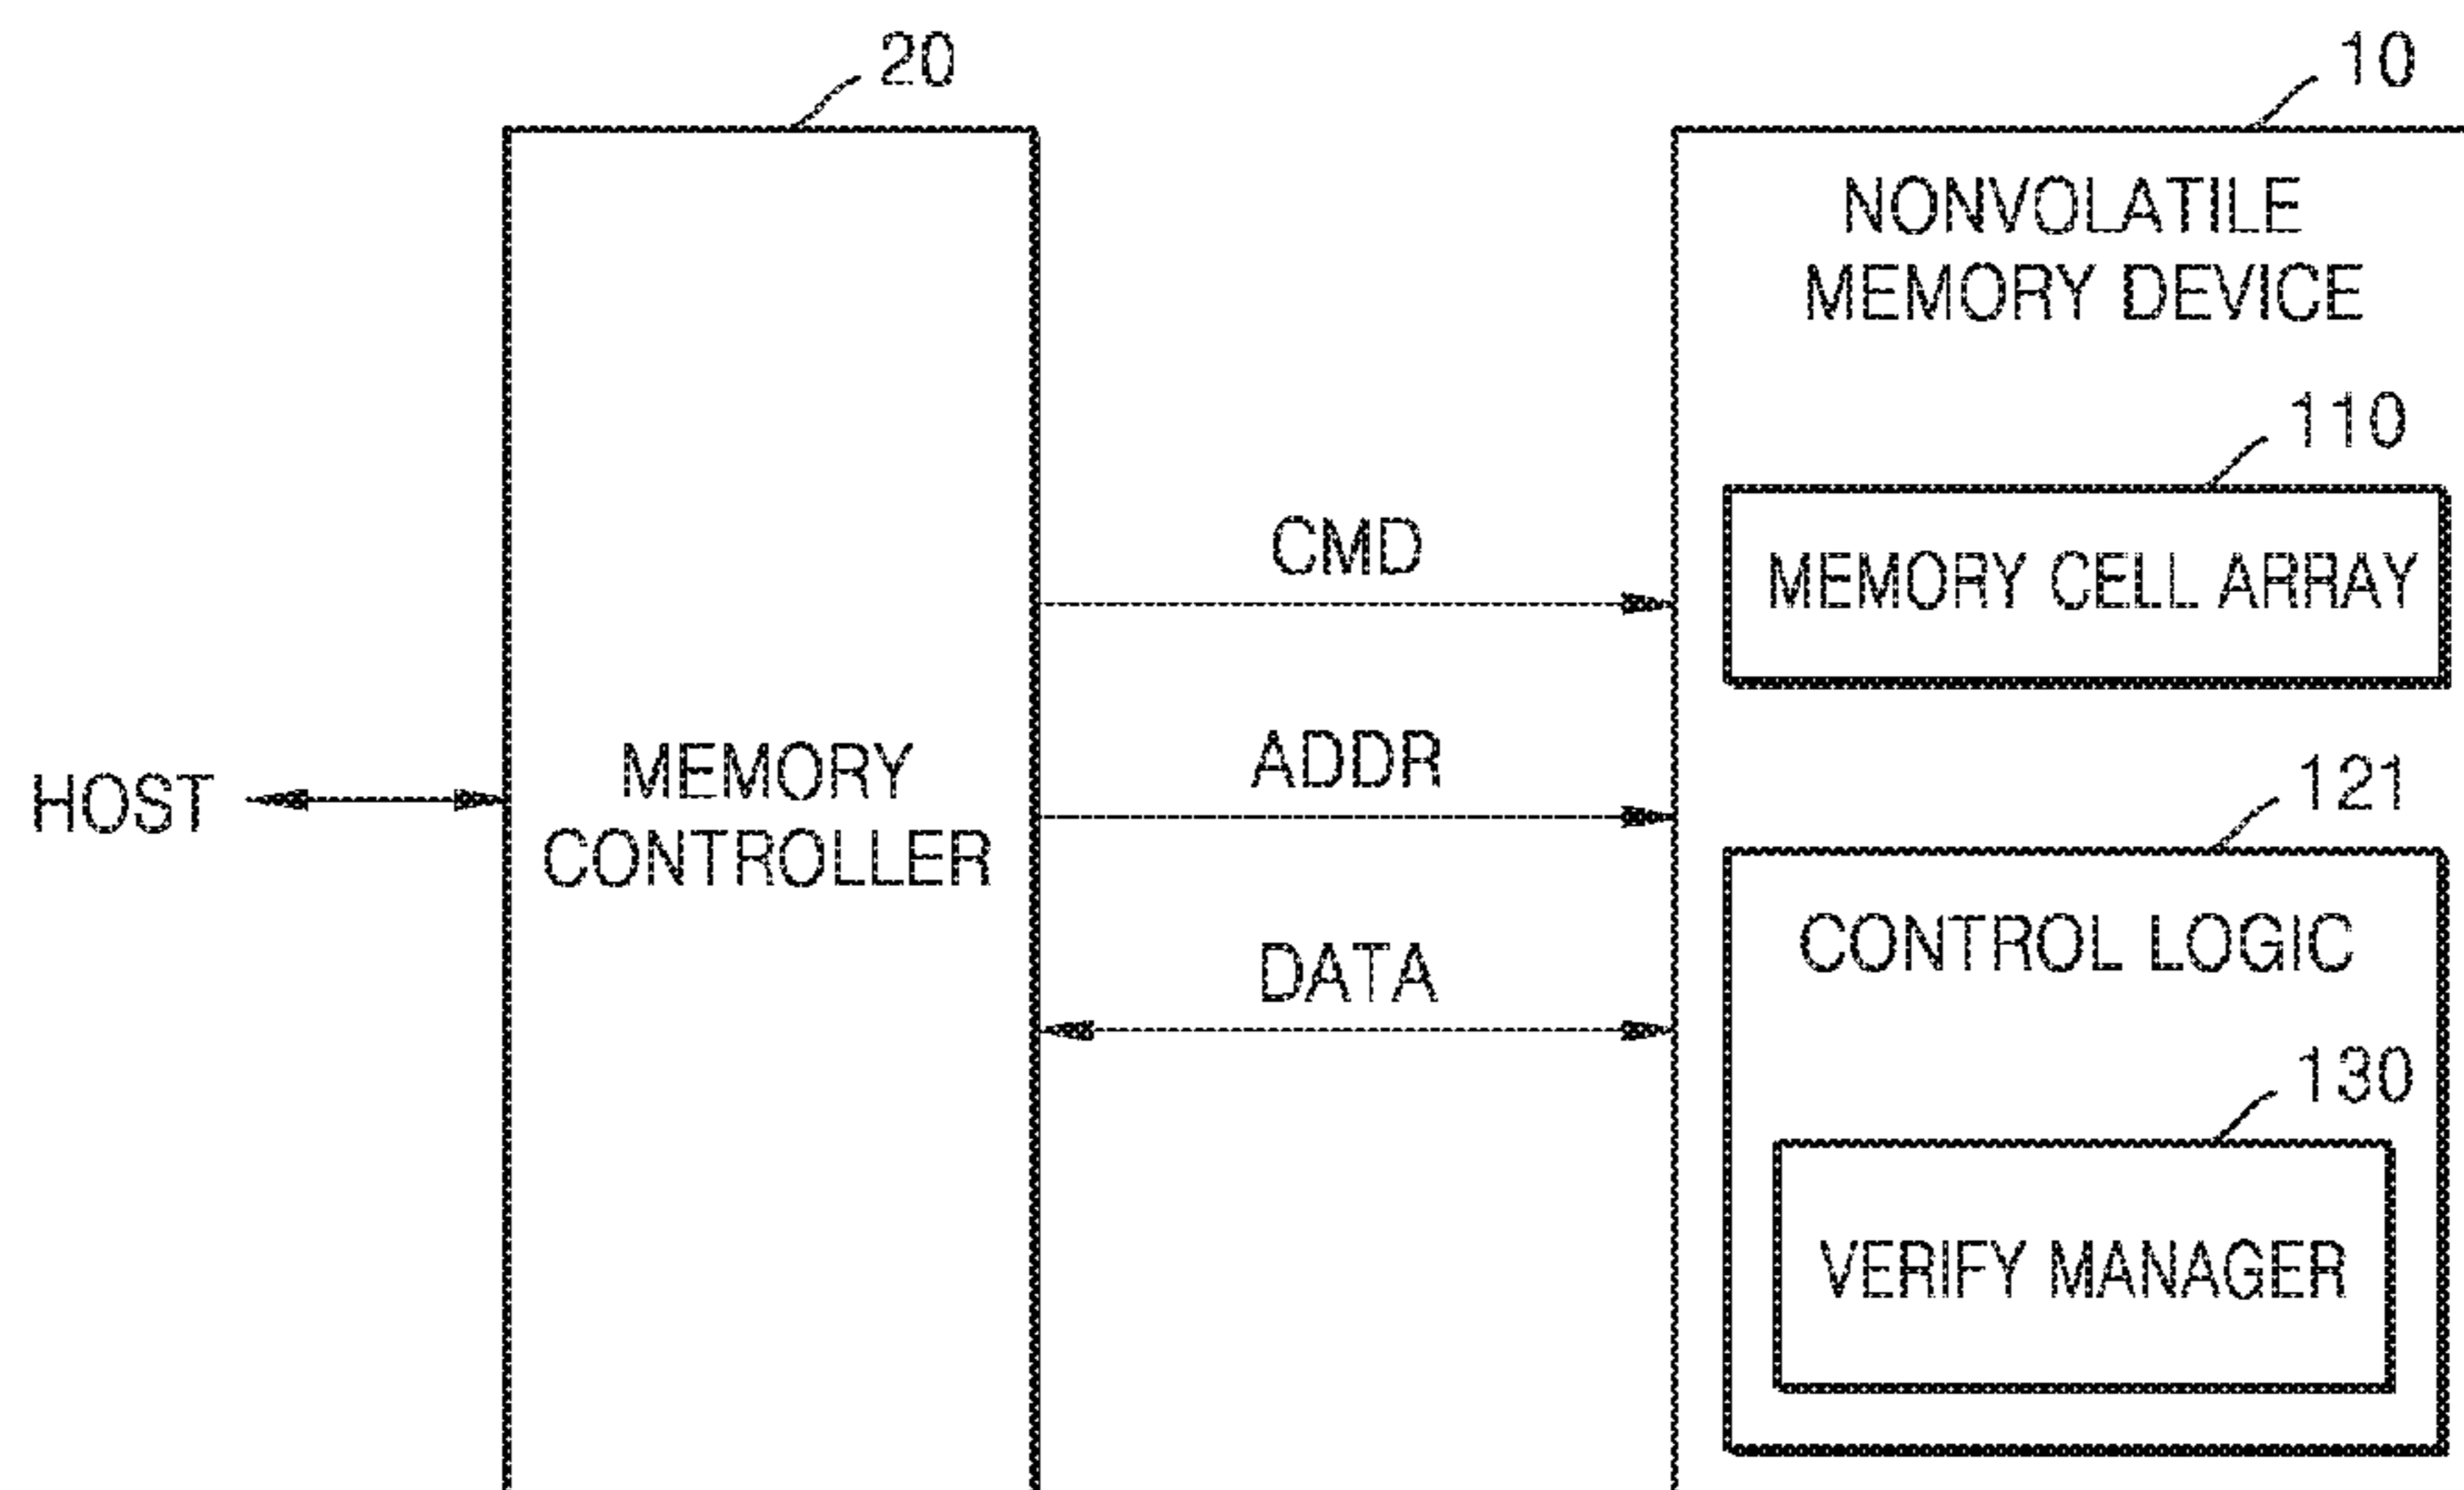 20
10
NONVOLATILE
MEMORY DEVICE
110
MEMORY CELL ARRAY
CMD
ADDR
DATA
HOST
MEMORY
CONTROLLER
121
CONTROL LOGIC
130
VERIFY MANAGER